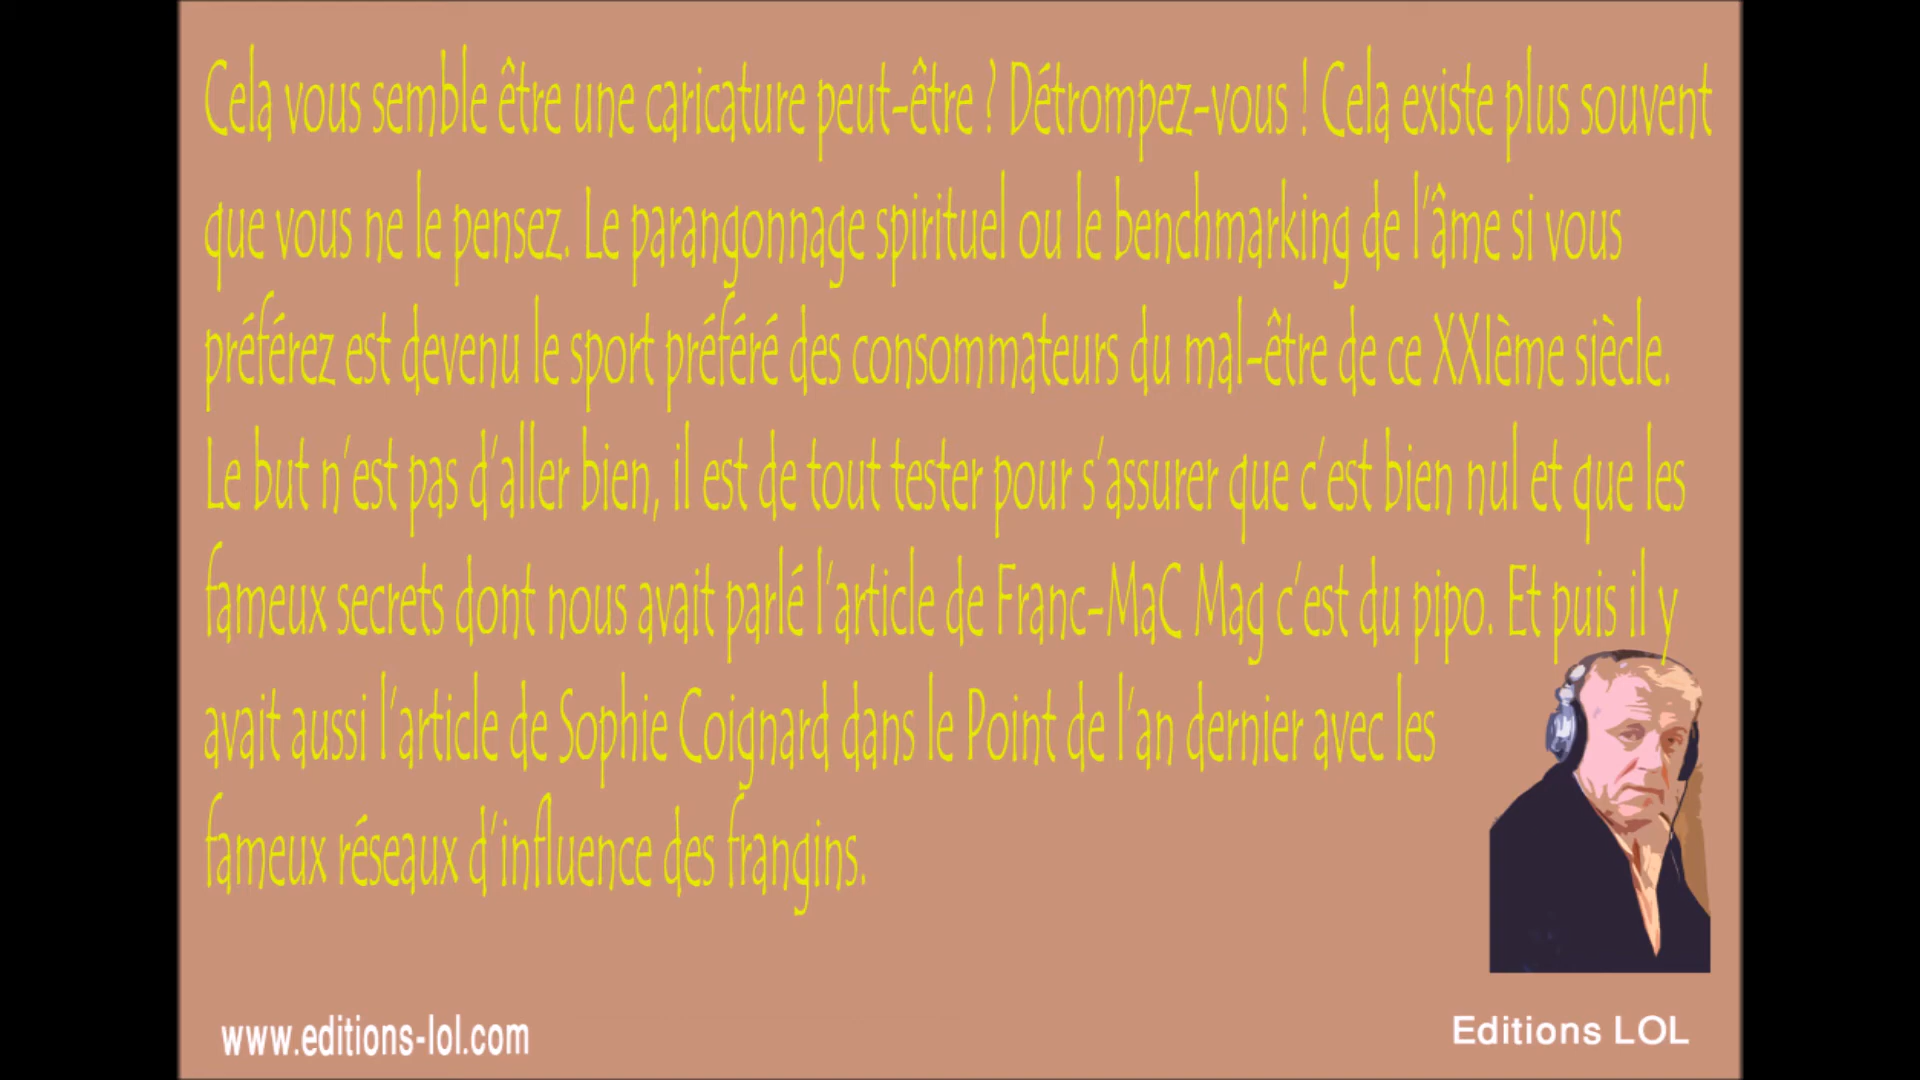 Cela vous semble être une caricature peut-être ? Détrompez-vous ! Cela existe plus souvent
que vous ne le pensez. Le parangonnage spirituel ou le benchmarking de l'âme si vous
préférez est devenu le sport préféré des consommateurs du mal-être de ce XXIème siècle.
Le but n'est pas d'aller bien, il est de tout tester pour s'assurer que c'est bien nul et que les
fameux secrets dont nous avait parlé l'article de Franc-MaC Mag c'est du pipo. Et puis il y
avait aussi l'article de Sophie Coignard dans le Point de l'an dernier avec les
fameux réseaux d'influence des frangins.
www.editions-lol.com
Editions LOL